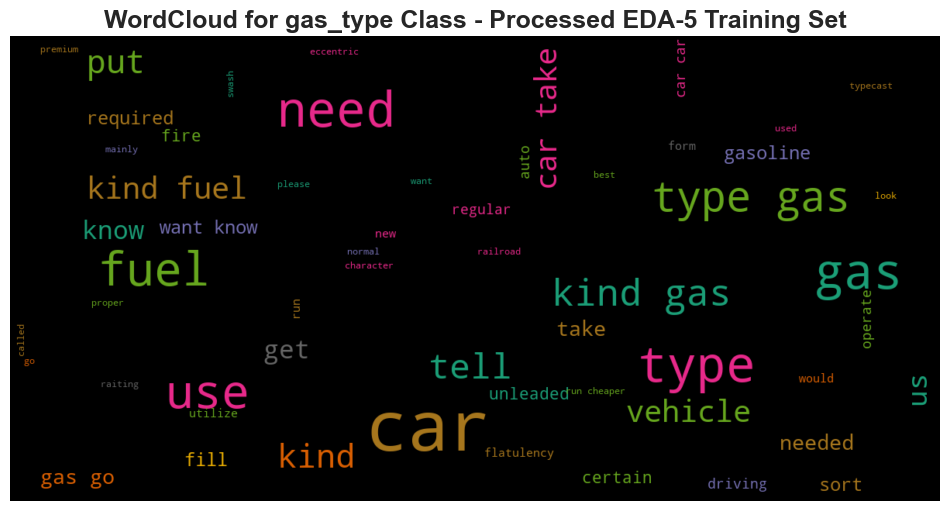 WordCloud for gas_type Class - Processed EDA-5 Training Set
premium
put
eccentric
car take
car car
swash
typecast
need
required
fire
used
mainly
form
gasoline
auto
kind fuel
please
want
best
type gas
look
regular
know
want know
new
normal
railroad
character
fuel
gas
kind gas
proper
run
operate
take
called
go
get
tell
type
raiting
use
unleaded
run cheaper
would
us
utilize
car
vehicle
needed
fill
kind
flatulency
gas go
certain
driving
sort